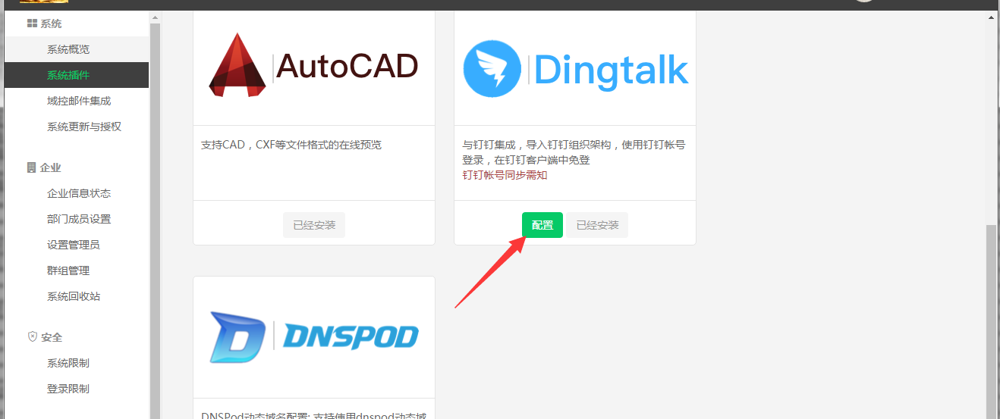 系统
系统概览
系统插件
域控邮件集成
系统更新与授权
企业
企业信息状态
部门成员设置
设置管理员
群组管理
系统回收站
安全
系统限制
登录限制
AutoCAD
支持CAD，CXF等文件格式的在线预览
已经安装
Dingtalk
与钉钉集成，导入钉钉组织架构，使用钉钉帐号
登录，在钉钉客户端中免登
钉钉帐号同步需知
配置
已经安装
DNSPOD
DNSPod动态域名配置: 支持使用dnspod动态域